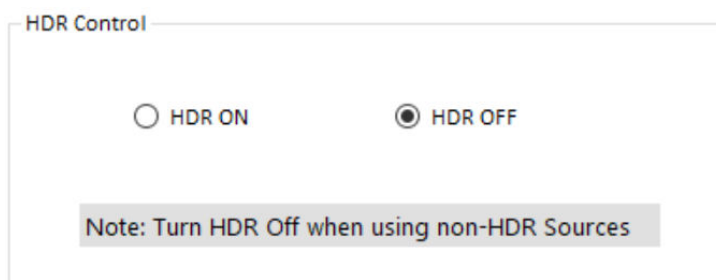 HDR Control
HDR ON HDR OFF
Note: Turn HDR Off when using non-HDR Sources